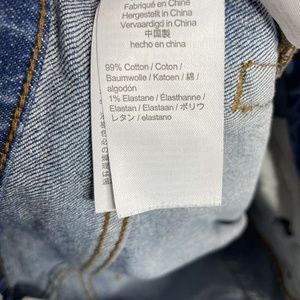 Fabriqué en Chine
Hergestellt in China
Vervaardigd in China
中国製
hecho en china
99% Cotton / Coton /
Baumwolle / Katoen / 綿 /
algodón
1% Elastane / Élasthanne /
Elastan / Elastaan / ポリウ
レタン / elastano